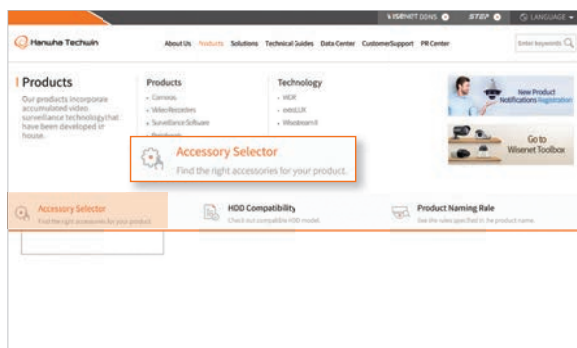 WISENET DDNS
STEP
LANGUAGE
Hanwha Techwin
About Us Products Solutions Technical Guides Data Center CustomerSupport PR Center
Enter keywords
Products
Our products incorporate
accumulated video
surveillance technology that
have been developed in
house.
Products
- Cameras
- Video Recorders
- Surveillance Software
- Peripherals
Technology
- WDR
- extraLUX
- Wisestream II
New Product
Notifications Registration
Go to
Wisenet Toolbox
Accessory Selector
Find the right accessories for your product.
Accessory Selector
Find the right accessories for your product.
HDD Compatibility
Check out compatible HDD model.
Product Naming Rule
See the rules specified in the product name.